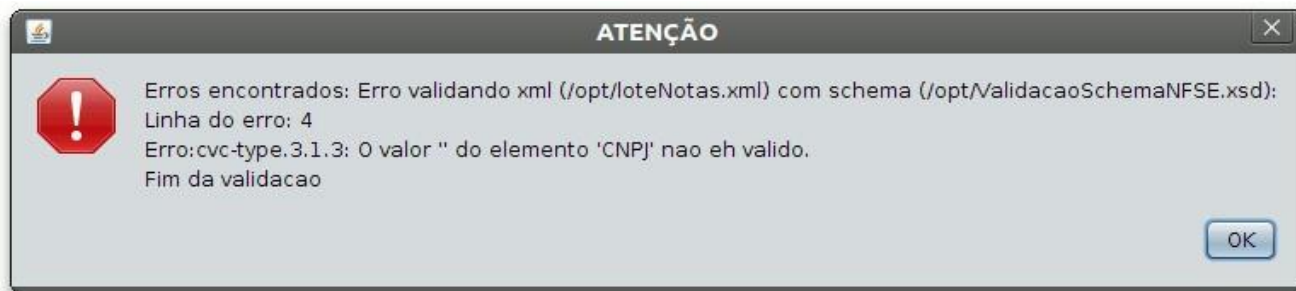 ATENÇÃO
Erros encontrados: Erro validando xml (/opt/loteNotas.xml) com schema (/opt/ValidacaoSchemaNFSE.xsd):
Linha do erro: 4
Erro:cvc-type.3.1.3: O valor '' do elemento 'CNPJ' nao eh valido.
Fim da validacao
OK